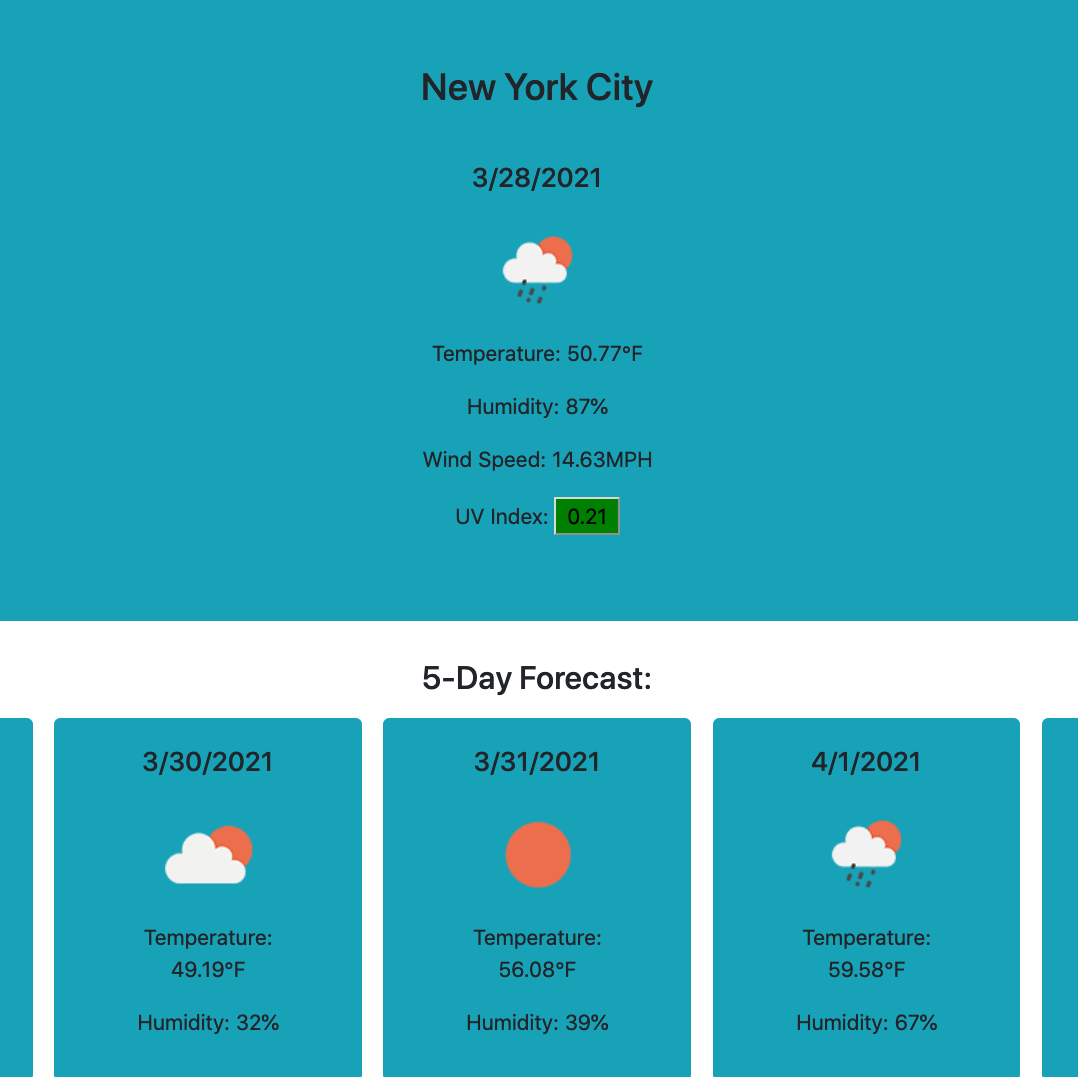 New York City
3/28/2021
Temperature: 50.77°F
Humidity: 87%
Wind Speed: 14.63MPH
UV Index: 0.21
5-Day Forecast:
3/30/2021
Temperature:
49.19°F
Humidity: 32%
3/31/2021
Temperature:
56.08°F
Humidity: 39%
4/1/2021
Temperature:
59.58°F
Humidity: 67%